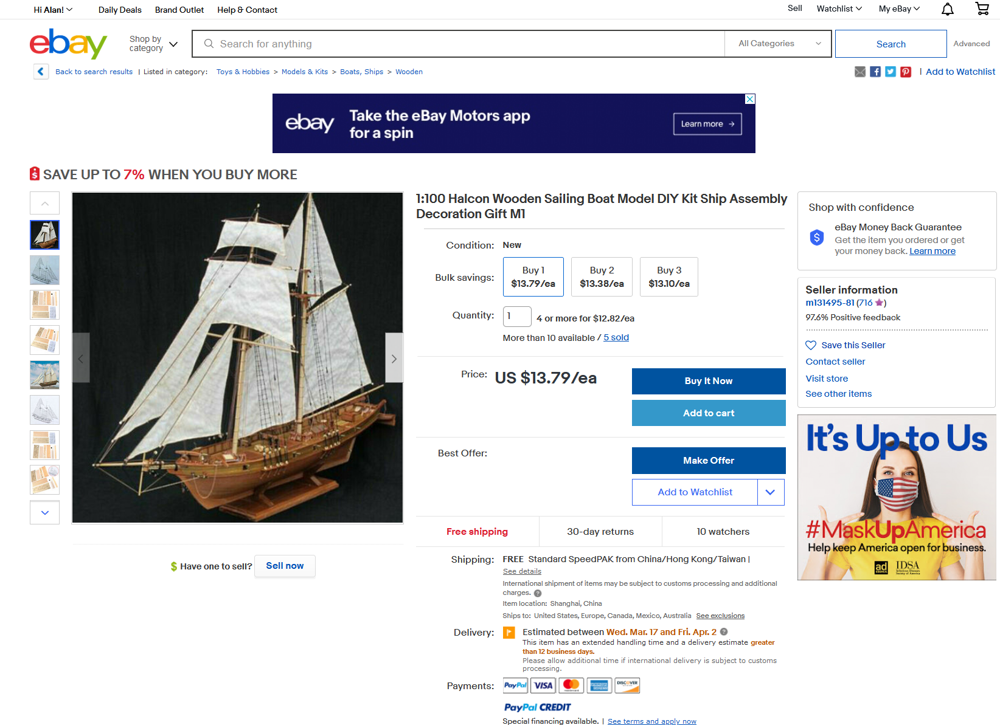 Hi Alan!
Daily Deals
Brand Outlet
Help & Contact
Sell
Watchlist
My eBay
ebay
Shop by
category
Search for anything
All Categories
Search
Advanced
Back to search results | Listed in category: Toys & Hobbies > Models & Kits > Boats, Ships > Wooden
| Add to Watchlist
ebay
Take the eBay Motors app
for a spin
Learn more →
SAVE UP TO 7% WHEN YOU BUY MORE
1:100 Halcon Wooden Sailing Boat Model DIY Kit Ship Assembly
Decoration Gift M1
Condition: New
Bulk savings:
Buy 1
$13.79/ea
Buy 2
$13.38/ea
Buy 3
$13.10/ea
Quantity: 1 4 or more for $12.82/ea
More than 10 available / 5 sold
Price: US $13.79/ea
Buy It Now
Add to cart
Best Offer:
Make Offer
Add to Watchlist
Free shipping
30-day returns
10 watchers
Shipping: FREE Standard SpeedPAK from China/Hong Kong/Taiwan |
See details
International shipment of items may be subject to customs processing and additional
charges. ?
Item location: Shanghai, China
Ships to: United States, Europe, Canada, Mexico, Australia See exclusions
Delivery: Estimated between Wed. Mar. 17 and Fri. Apr. 2 ?
This item has an extended handling time and a delivery estimate greater
than 12 business days.
Please allow additional time if international delivery is subject to customs
processing.
Payments: PayPal VISA mastercard AMERICAN EXPRESS DISCOVER
PayPal CREDIT
Special financing available. | See terms and apply now
$ Have one to sell? Sell now
Shop with confidence
eBay Money Back Guarantee
Get the item you ordered or get
your money back. Learn more
Seller information
m131495-81 (716)
97.6% Positive feedback
Save this Seller
Contact seller
Visit store
See other items
It's Up to Us
#MaskUpAmerica
Help keep America open for business.
ad
COUNCIL
IDSA
Infectious Diseases
Society of America